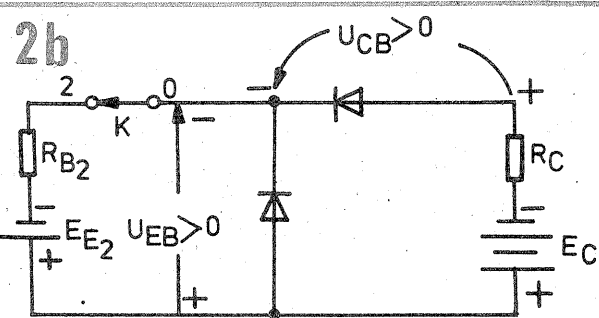 2b
U_CB>0
2
0
−
+
K
−
R_B2
R_C
−
E_E2
+
U_EB>0
+
−
E_C
+